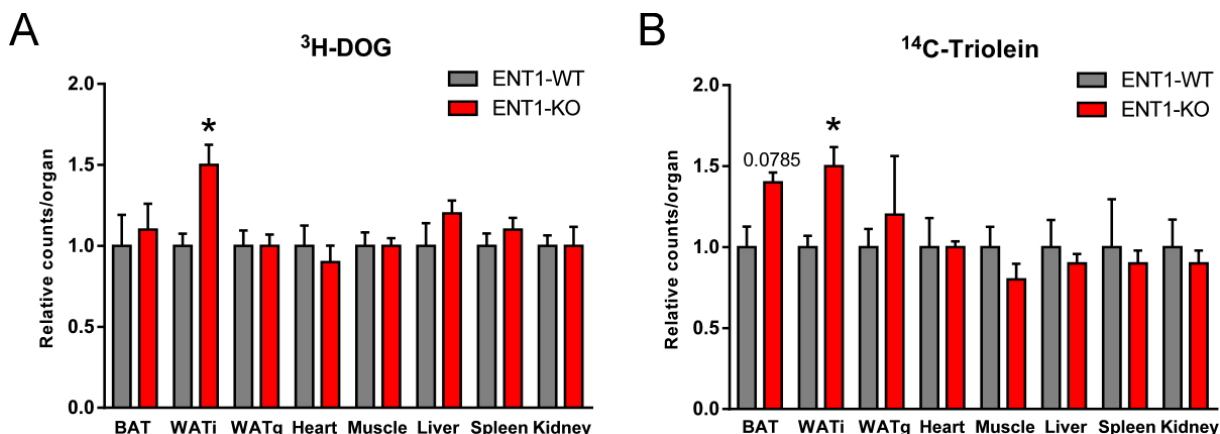 A
³H-DOG
ENT1-WT
ENT1-KO
Relative counts/organ
2.0
1.5
1.0
0.5
0.0
*
BAT WATi WATg Heart Muscle Liver Spleen Kidney
B
¹⁴C-Triolein
ENT1-WT
ENT1-KO
Relative counts/organ
2.0
1.5
1.0
0.5
0.0
0.0785
*
BAT WATi WATg Heart Muscle Liver Spleen Kidney